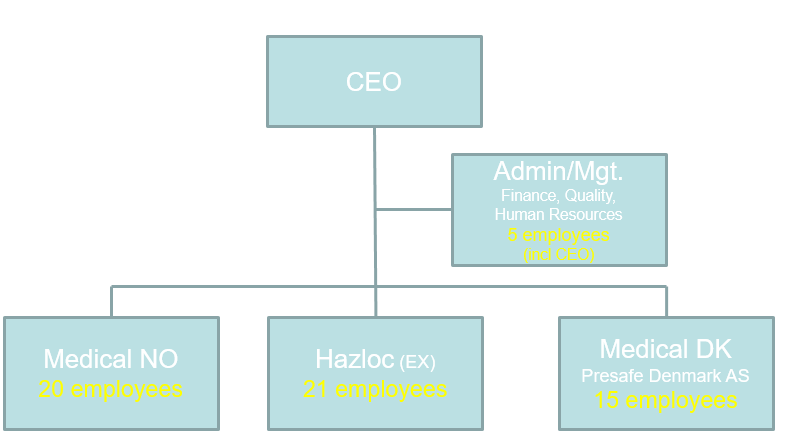 CEO
Admin/Mgt.
Finance, Quality,
Human Resources
5 employees
(incl CEO)
Medical NO
20 employees
Hazloc (EX)
21 employees
Medical DK
Presafe Denmark AS
15 employees